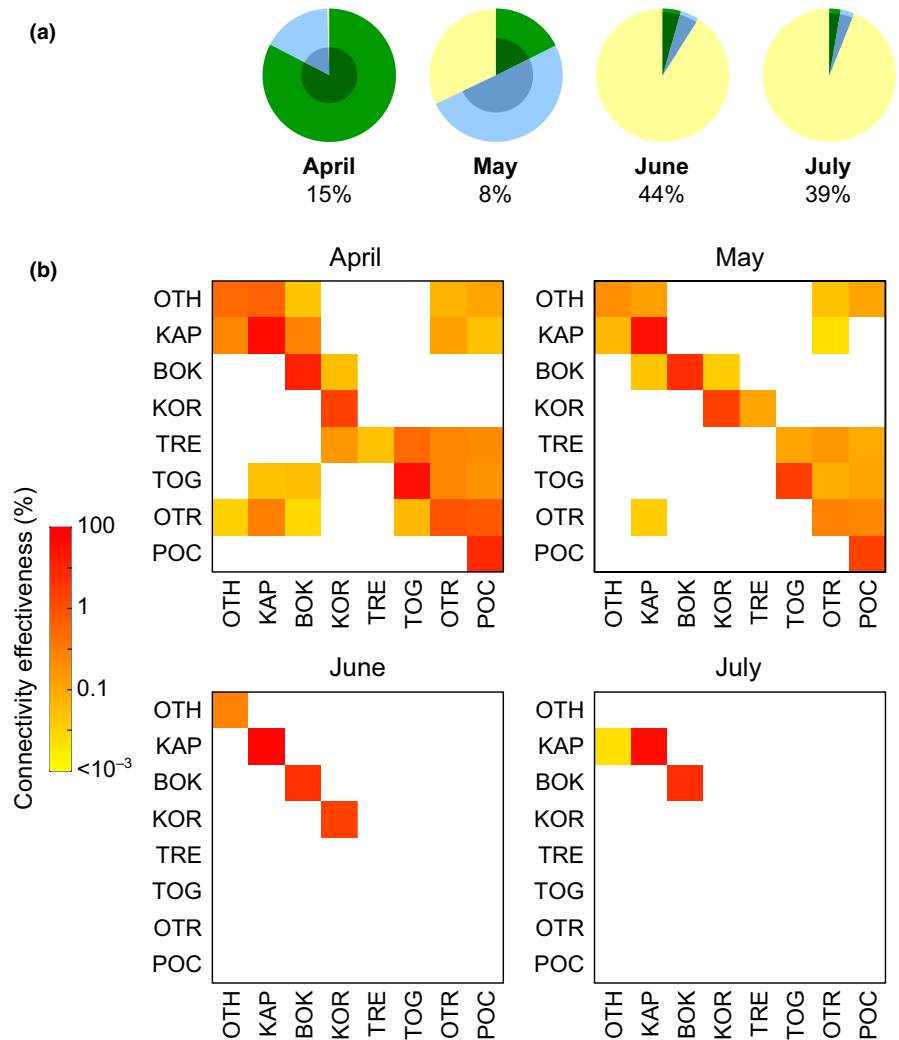 (a)
April May June July
15% 8% 44% 39%
(b)
April May
OTH OTH
KAP KAP
BOK BOK
KOR KOR
TRE TRE
TOG TOG
OTR OTR
POC POC
OTH KAP BOK KOR TRE TOG OTR POC OTH KAP BOK KOR TRE TOG OTR POC
Connectivity effectiveness (%)
100
1
0.1
<10⁻³
June July
OTH OTH
KAP KAP
BOK BOK
KOR KOR
TRE TRE
TOG TOG
OTR OTR
POC POC
OTH KAP BOK KOR TRE TOG OTR POC OTH KAP BOK KOR TRE TOG OTR POC